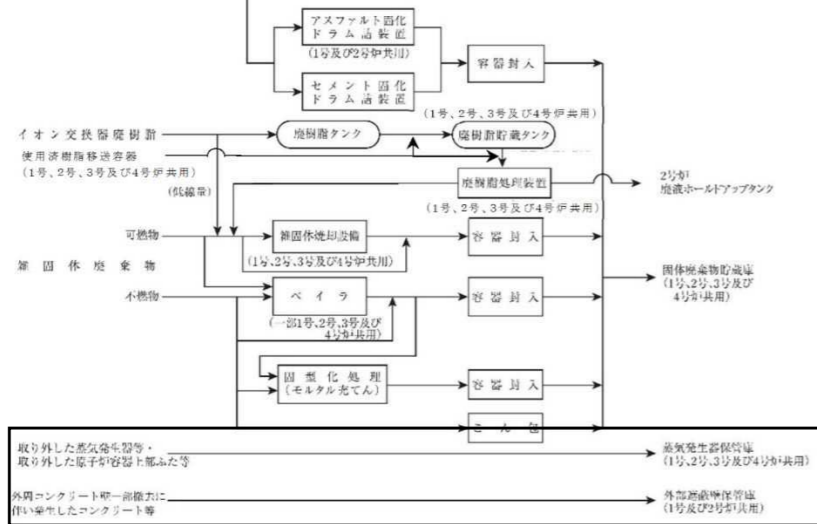 アスファルト固化
ドラム詰装置
(1号及び2号炉共用)
容器封入
セメント固化
ドラム詰装置
(1号、2号、3号及び4号炉共用)
イオン交換器廃樹脂
廃樹脂タンク
廃樹脂貯蔵タンク
使用済樹脂移送容器
(1号、2号、3号及び4号炉共用)
(低線量)
廃樹脂処理装置
(1号、2号、3号及び4号炉共用)
2号炉
廃液ホールドアップタンク
可燃物
雑固体焼却設備
容器封入
(1号、2号、3号及び4号炉共用)
雑固体廃棄物
固体廃棄物貯蔵庫
(1号、2号、3号及び
4号炉共用)
不燃物
ベイラ
容器封入
(一部1号、2号、3号及び
4号炉共用)
固型化処理
(モルタル充てん)
容器封入
こん包
取り外した蒸気発生器等・
取り外した原子炉容器上部ふた等
蒸気発生器保管庫
(1号、2号、3号及び4号炉共用)
外周コンクリート壁一部撤去に
伴い発生したコンクリート等
外部遮蔽壁保管庫
(1号及び2号炉共用)